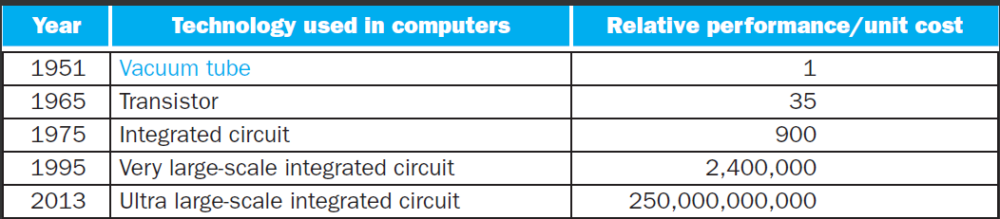 Year Technology used in computers Relative performance/unit cost
1951 Vacuum tube 1
1965 Transistor 35
1975 Integrated circuit 900
1995 Very large-scale integrated circuit 2,400,000
2013 Ultra large-scale integrated circuit 250,000,000,000